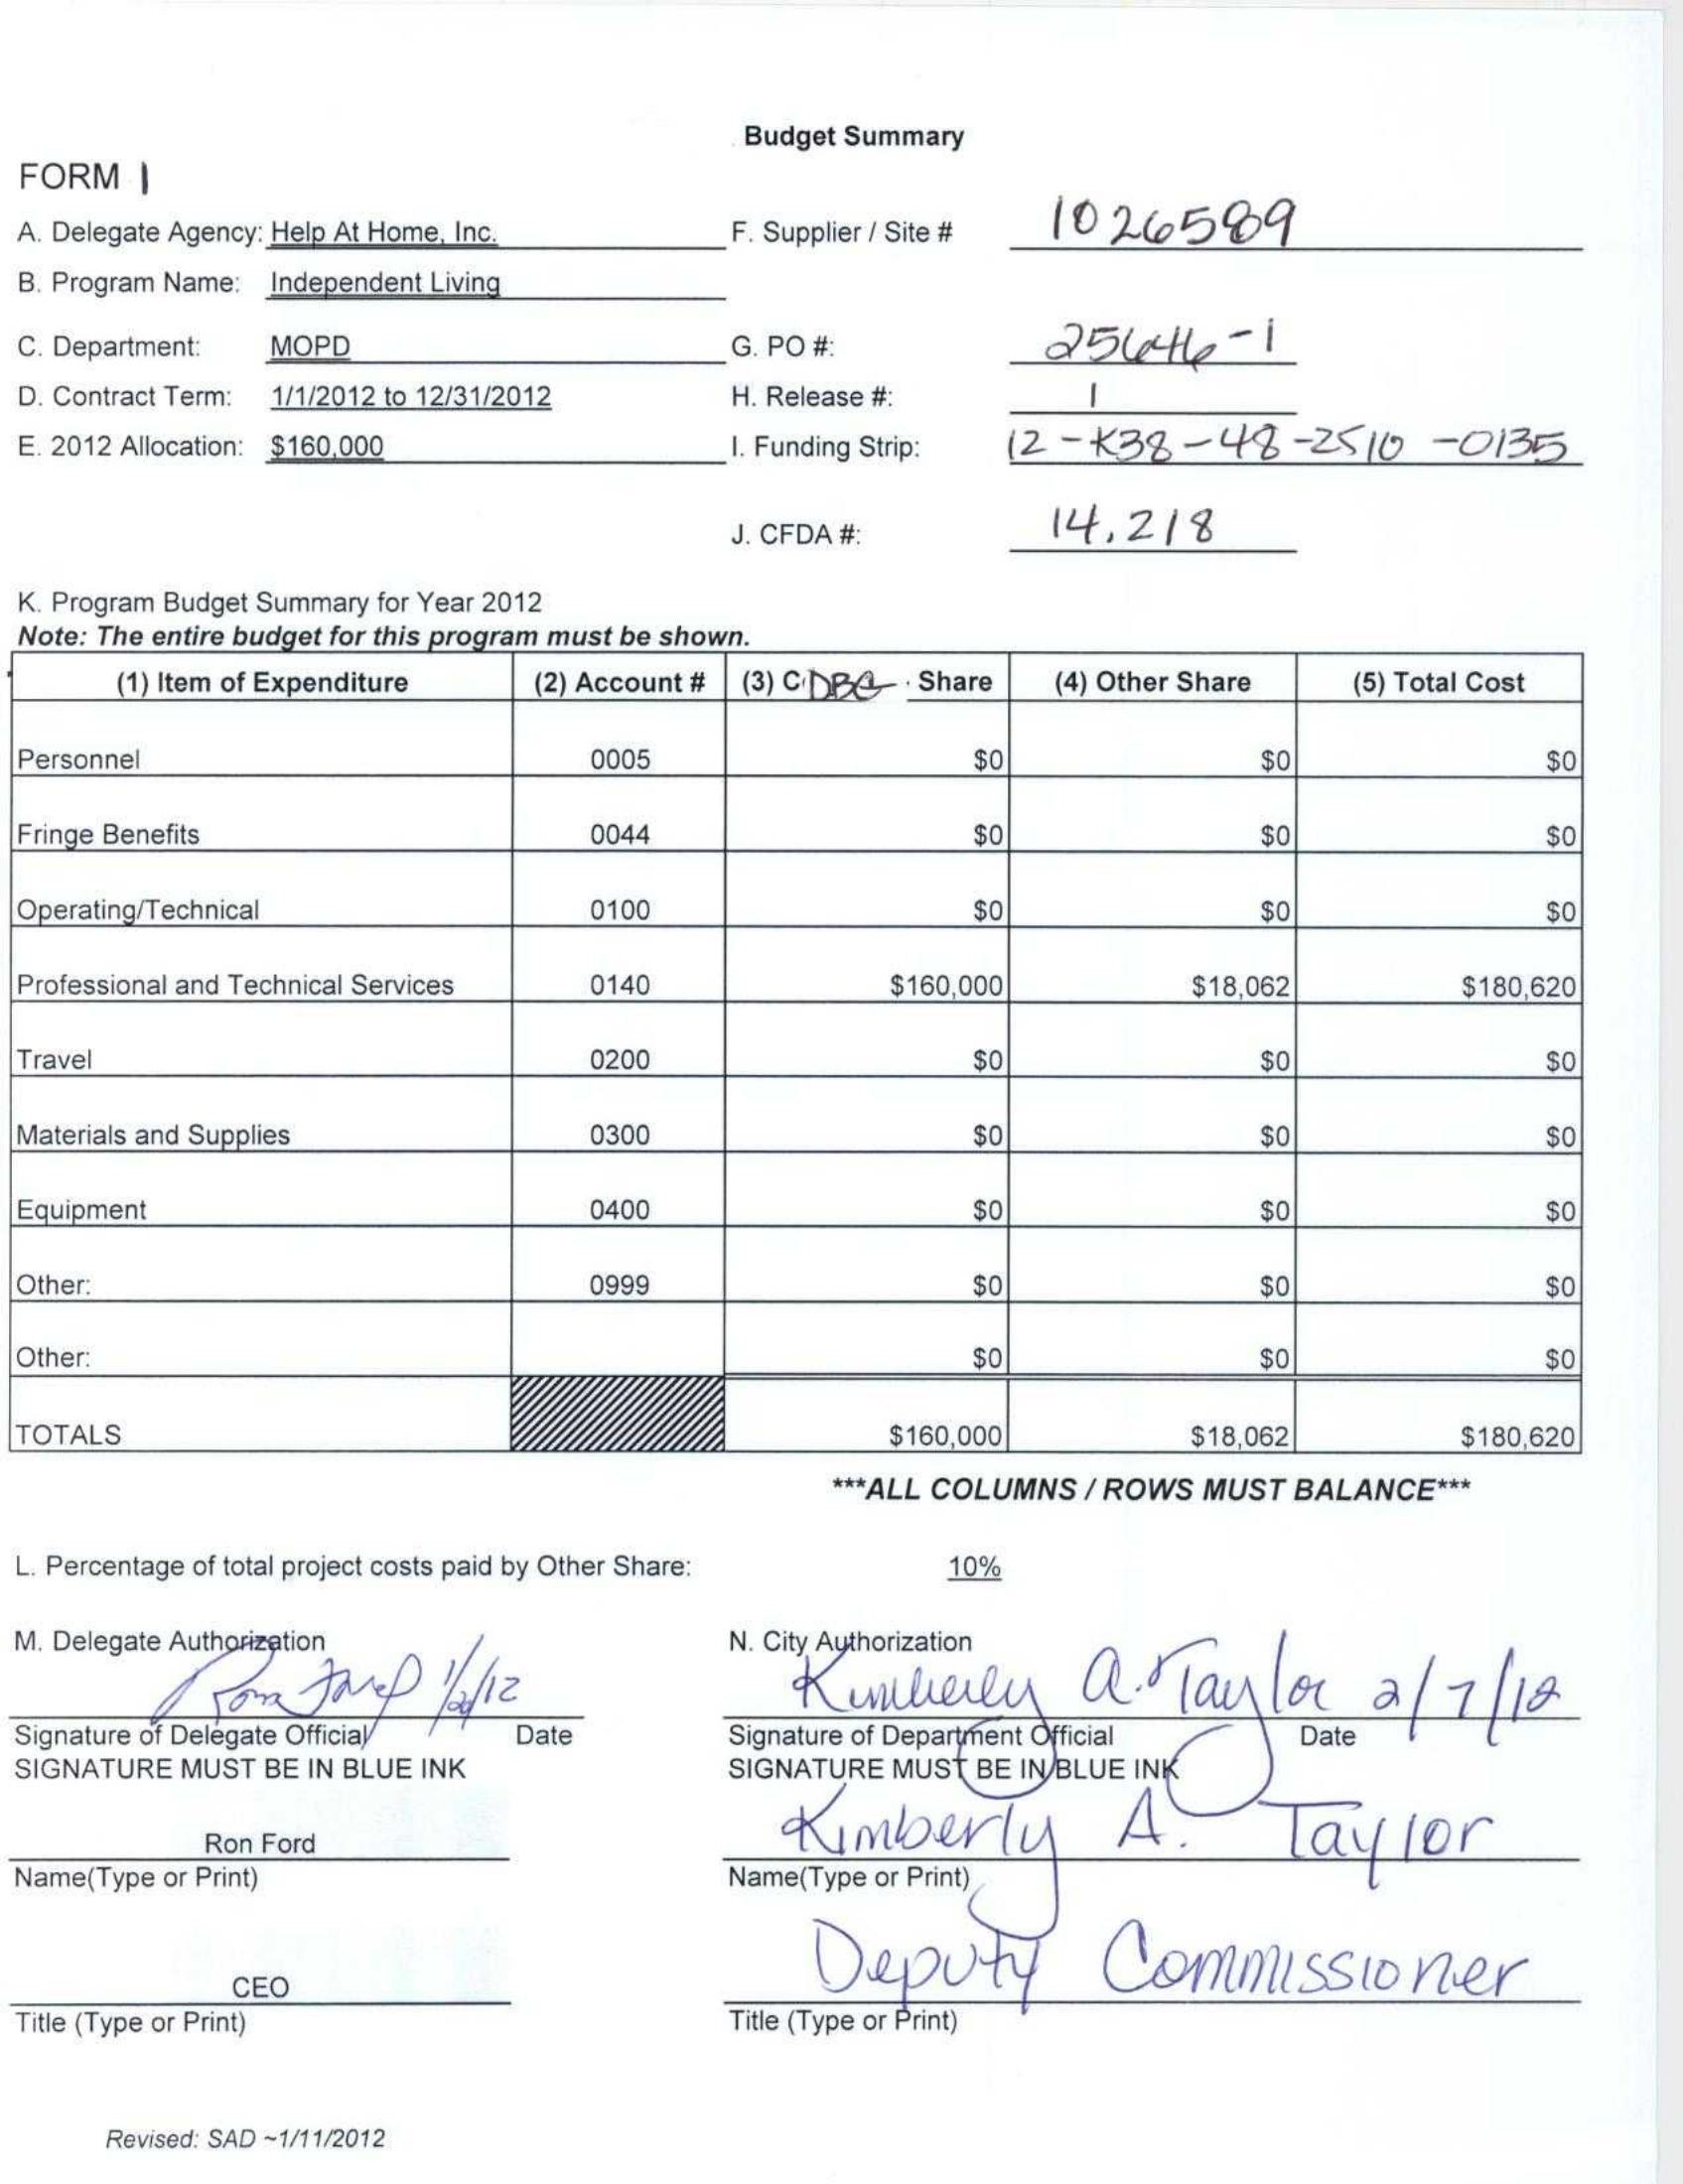 Budget Summary
FORM 1
A. Delegate Agency: Help At Home, Inc. F. Supplier / Site # 1026589
B. Program Name: Independent Living
C. Department: MOPD G. PO #: 25646-1
D. Contract Term: 1/1/2012 to 12/31/2012 H. Release #: 1
E. 2012 Allocation: $160,000 I. Funding Strip: 12-K38-48-2510-0135
J. CFDA #: 14.218
K. Program Budget Summary for Year 2012
Note: The entire budget for this program must be shown.
(1) Item of Expenditure (2) Account # (3) CDBG Share (4) Other Share (5) Total Cost
Personnel 0005 $0 $0 $0
Fringe Benefits 0044 $0 $0 $0
Operating/Technical 0100 $0 $0 $0
Professional and Technical Services 0140 $160,000 $18,062 $180,620
Travel 0200 $0 $0 $0
Materials and Supplies 0300 $0 $0 $0
Equipment 0400 $0 $0 $0
Other: 0999 $0 $0 $0
Other: $0 $0 $0
TOTALS $160,000 $18,062 $180,620
***ALL COLUMNS / ROWS MUST BALANCE***
L. Percentage of total project costs paid by Other Share: 10%
M. Delegate Authorization N. City Authorization
Ron Ford Kimberly A. Taylor 2/7/12
Signature of Delegate Official Date Signature of Department Official Date
SIGNATURE MUST BE IN BLUE INK SIGNATURE MUST BE IN BLUE INK
Ron Ford Kimberly A. Taylor
Name(Type or Print) Name(Type or Print)
CEO Deputy Commissioner
Title (Type or Print) Title (Type or Print)
Revised: SAD ~1/11/2012